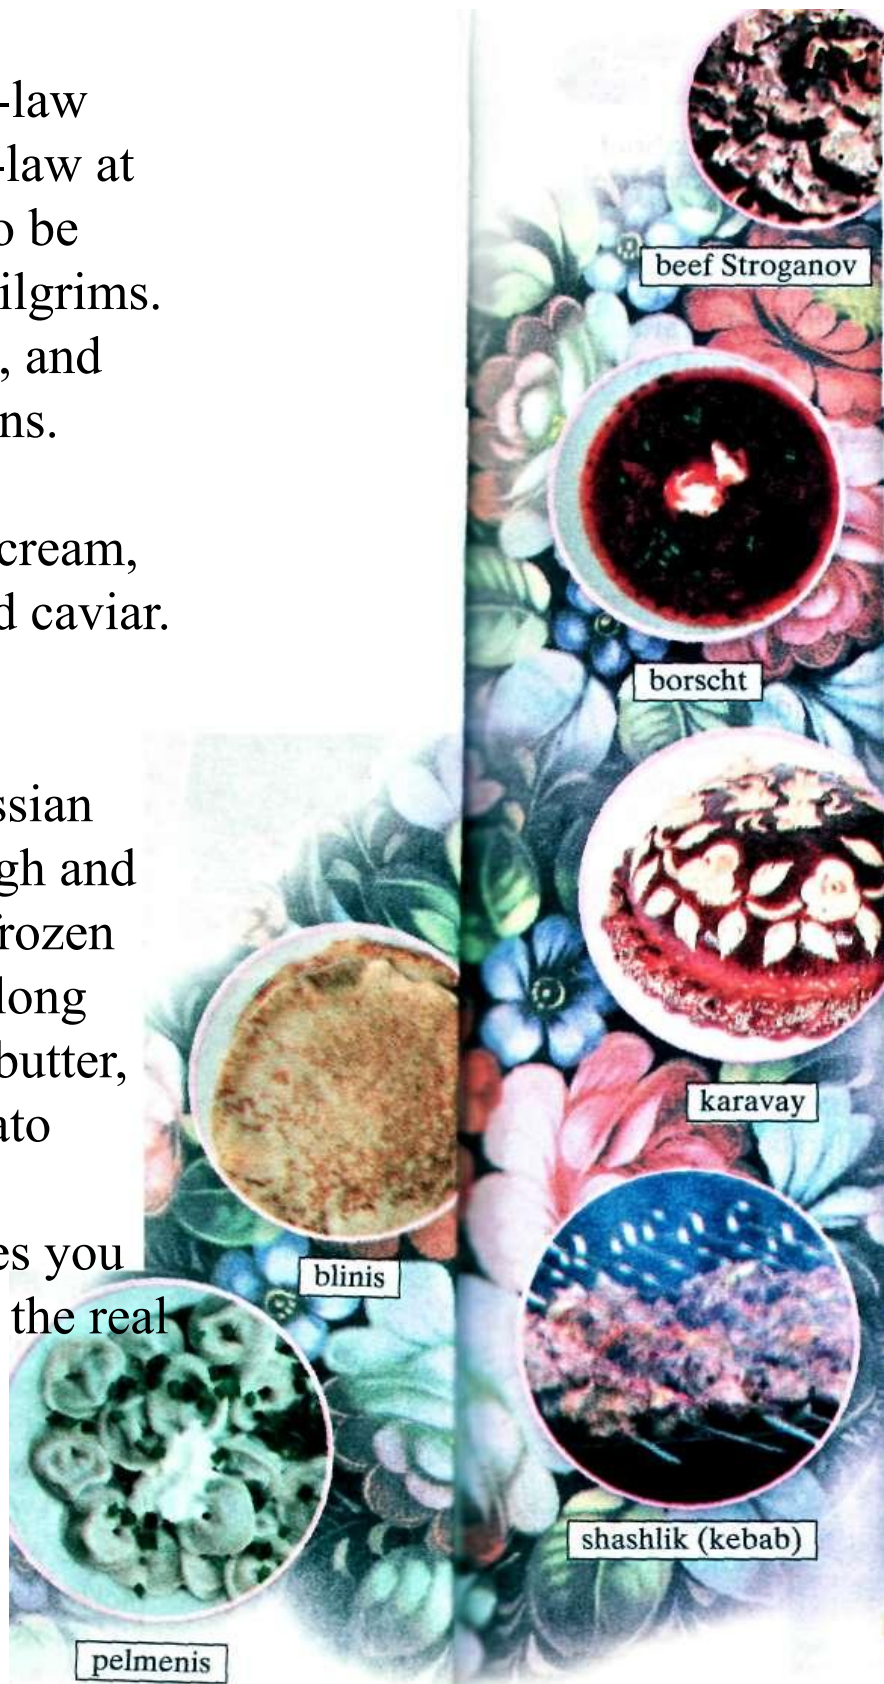 -law
-law at
o be
ilgrims.
, and
ns.
cream,
d caviar.
ssian
gh and
frozen
long
butter,
ato
es you
the real
beef Stroganov
borscht
karavay
blinis
shashlik (kebab)
pelmenis